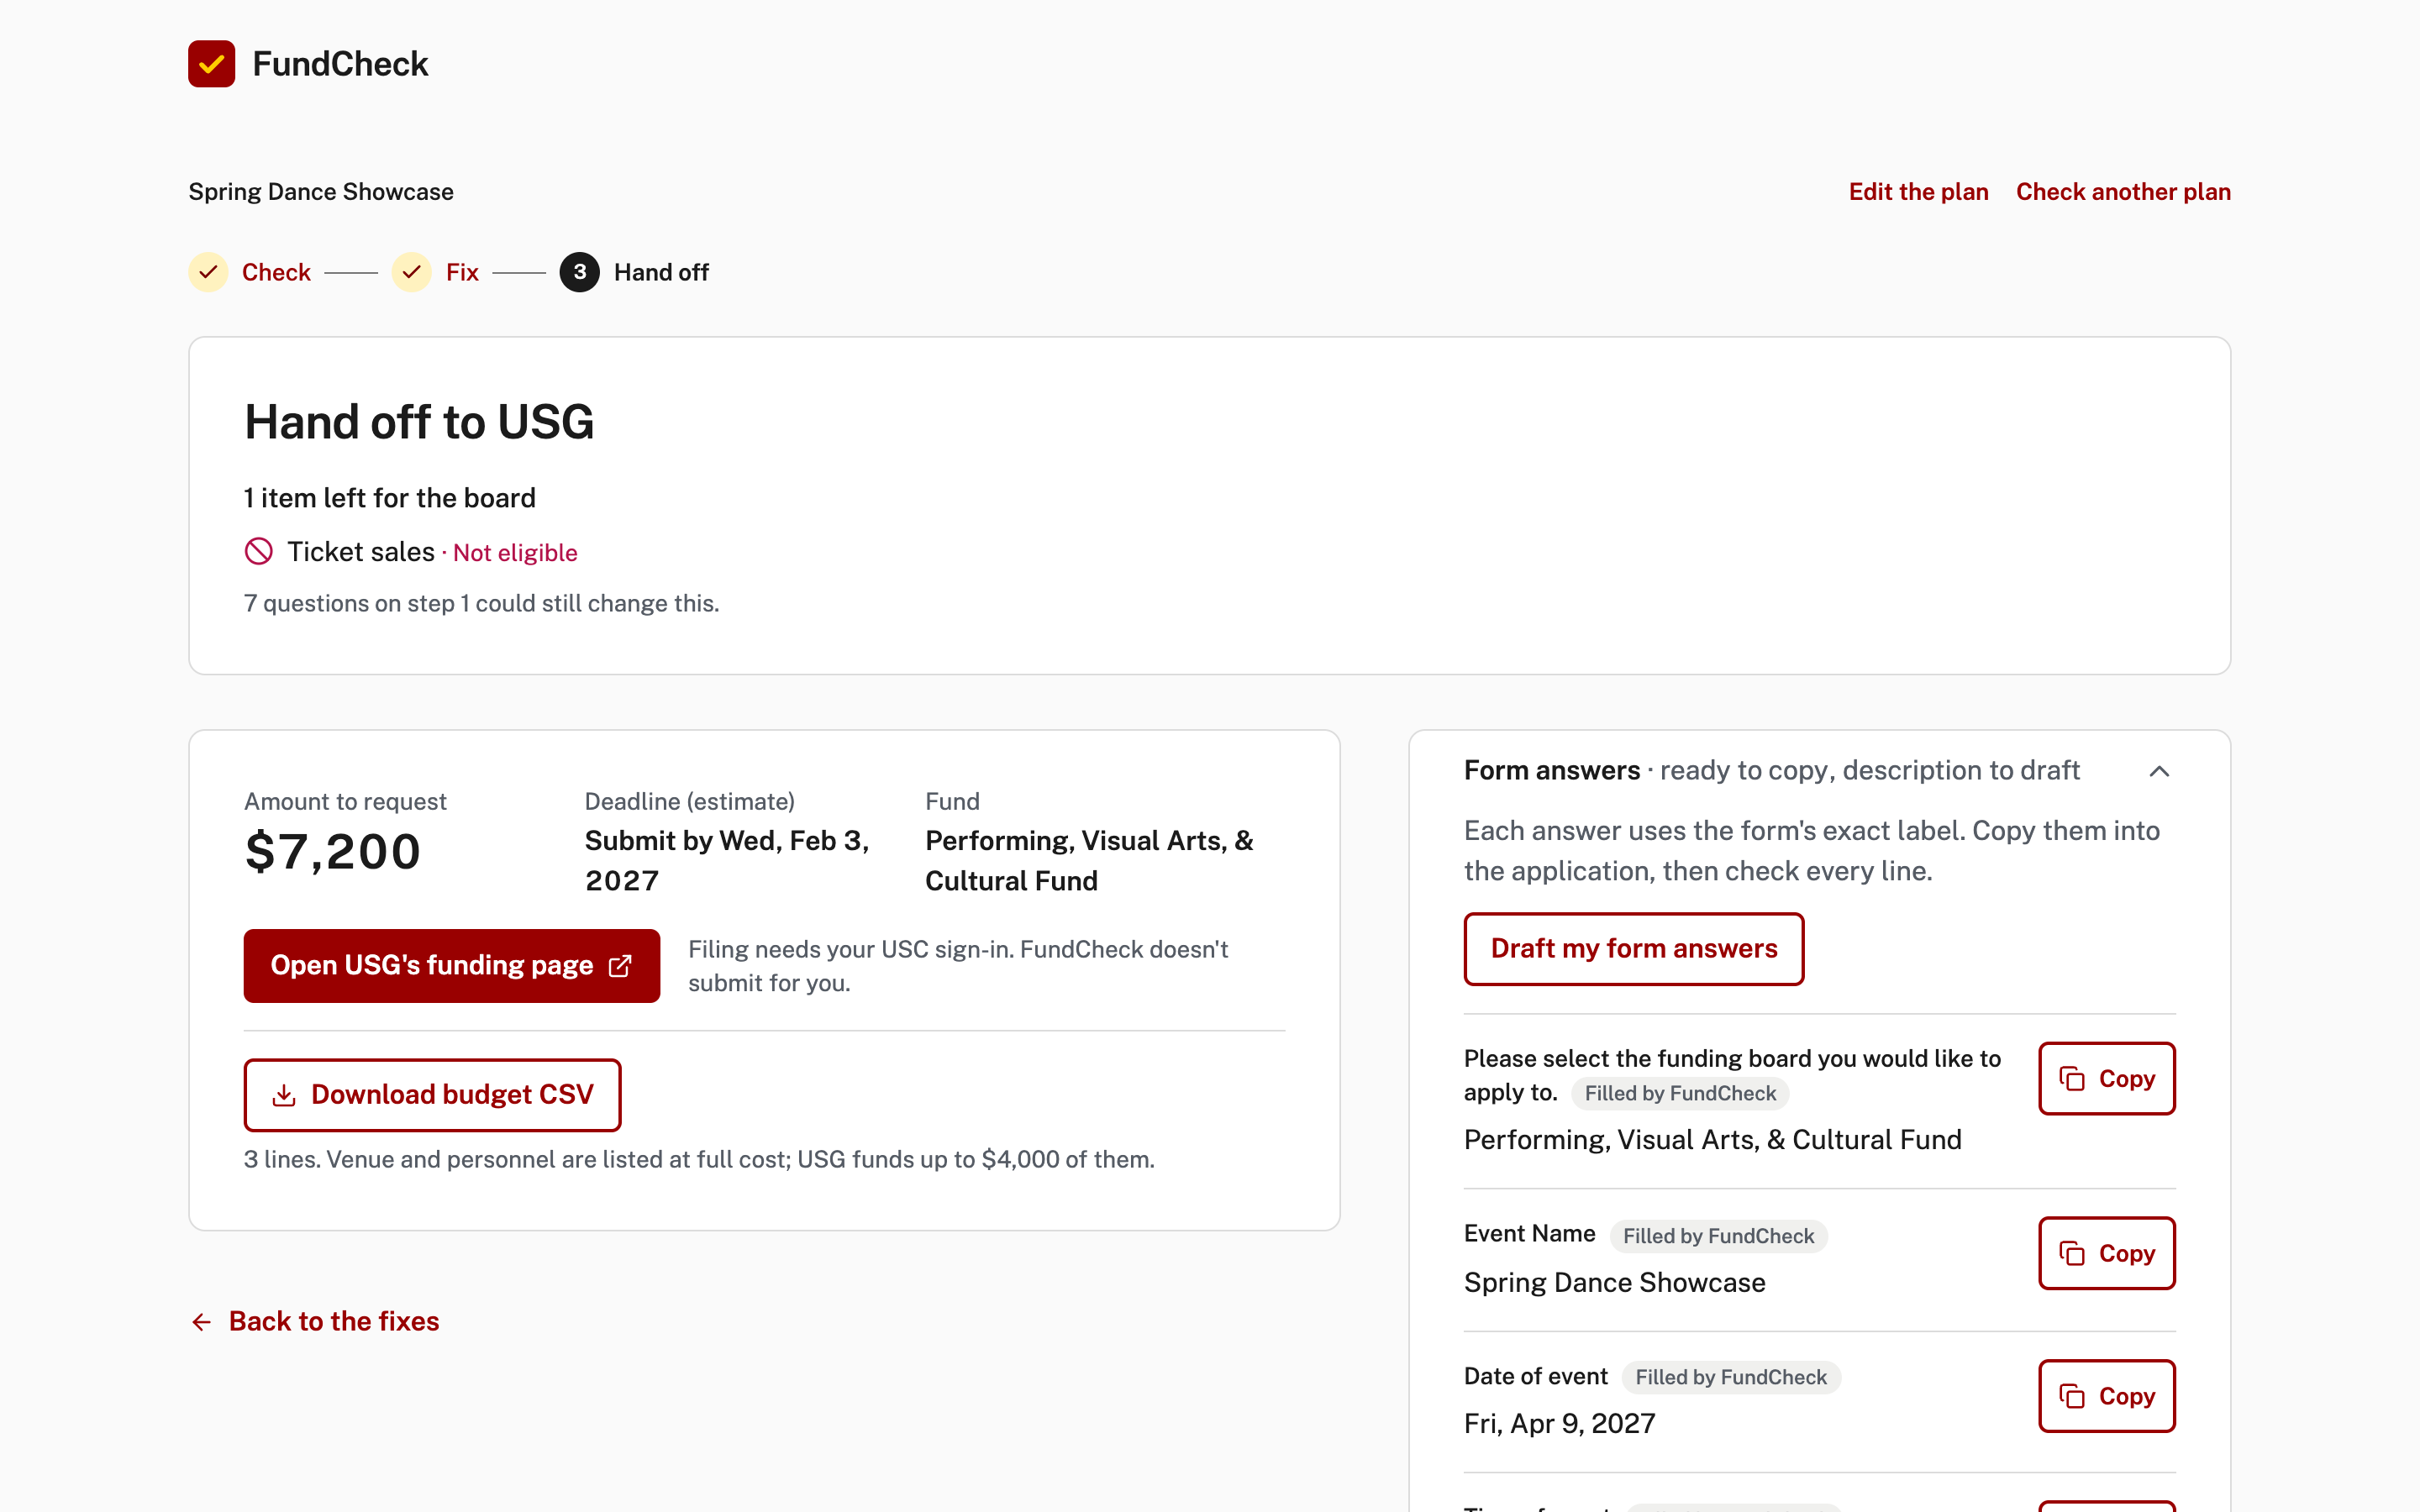 FundCheck
Spring Dance Showcase
Edit the plan
Check another plan
Check
Fix
3
Hand off
Hand off to USG
1 item left for the board
Ticket sales · Not eligible
7 questions on step 1 could still change this.
Amount to request
$7,200
Deadline (estimate)
Submit by Wed, Feb 3,
2027
Fund
Performing, Visual Arts, &
Cultural Fund
Open USG's funding page
Filing needs your USC sign-in. FundCheck doesn't
submit for you.
Download budget CSV
3 lines. Venue and personnel are listed at full cost; USG funds up to $4,000 of them.
Back to the fixes
Form answers · ready to copy, description to draft
Each answer uses the form's exact label. Copy them into
the application, then check every line.
Draft my form answers
Please select the funding board you would like to
apply to. Filled by FundCheck
Copy
Performing, Visual Arts, & Cultural Fund
Event Name Filled by FundCheck
Copy
Spring Dance Showcase
Date of event Filled by FundCheck
Copy
Fri, Apr 9, 2027